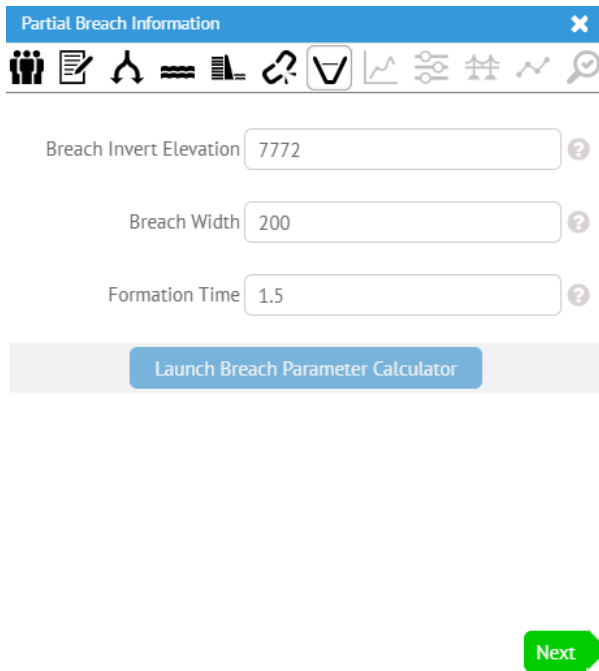 Partial Breach Information
Breach Invert Elevation 7772
Breach Width 200
Formation Time 1.5
Launch Breach Parameter Calculator
Next